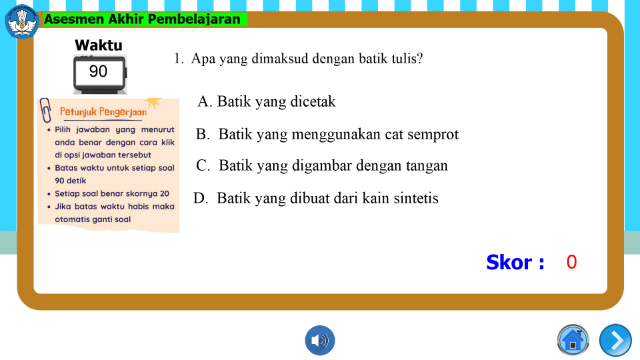 Asesmen Akhir Pembelajaran
Waktu
90
Petunjuk Pengerjaan
• Pilih jawaban yang menurut
anda benar dengan cara klik
di opsi jawaban tersebut
• Batas waktu untuk setiap soal
90 detik
• Setiap soal benar skornya 20
• Jika batas waktu habis maka
otomatis ganti soal
1. Apa yang dimaksud dengan batik tulis?
A. Batik yang dicetak
B. Batik yang menggunakan cat semprot
C. Batik yang digambar dengan tangan
D. Batik yang dibuat dari kain sintetis
Skor : 0